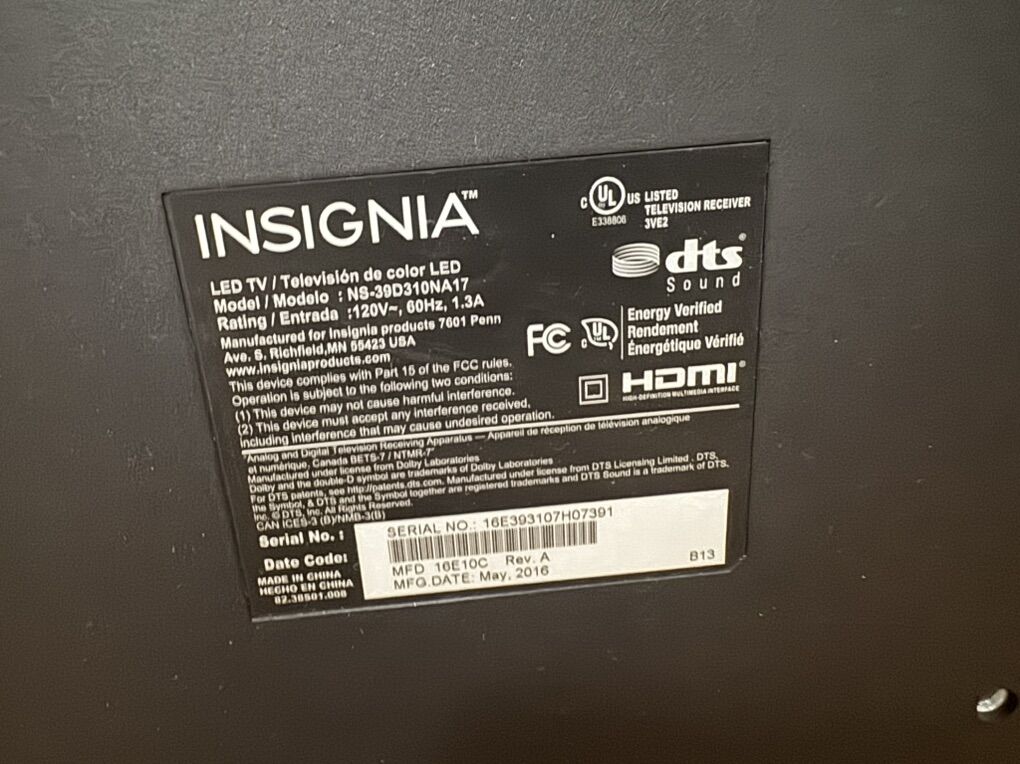 INSIGNIA™
LED TV / Televisión de color LED
Model / Modelo : NS-39D310NA17
Rating / Entrada :120V~, 60Hz, 1.3A
Manufactured for Insignia products 7601 Penn
Ave. S. Richfield,MN 55423 USA
www.insigniaproducts.com
This device complies with Part 15 of the FCC rules.
Operation is subject to the following two conditions:
(1) This device may not cause harmful interference.
(2) This device must accept any interference received,
including interference that may cause undesired operation.
C UL US LISTED
E338806
TELEVISION RECEIVER
3VE2
dts®
Sound
FC
C UL
Energy Verified
Rendement
Énergétique Vérifié
HDMI®
HIGH-DEFINITION MULTIMEDIA INTERFACE
Analog and Digital Television Receiving Apparatus — Appareil de réception de télévision analogique
et numérique, Canada BETS-7 / NTMR-7
Manufactured under license from Dolby Laboratories
Dolby and the double-D symbol are trademarks of Dolby Laboratories
For DTS patents, see http://patents.dts.com. Manufactured under license from DTS Licensing Limited. DTS,
the Symbol, & DTS and the Symbol together are registered trademarks and DTS Sound is a trademark of DTS,
Inc. © DTS, Inc. All Rights Reserved.
CAN ICES-3 (B)/NMB-3(B)
Serial No. :
Date Code:
MADE IN CHINA
HECHO EN CHINA
SERIAL NO.: 16E393107H07391
MFD 16E10C Rev. A
MFG.DATE: May, 2016
B13